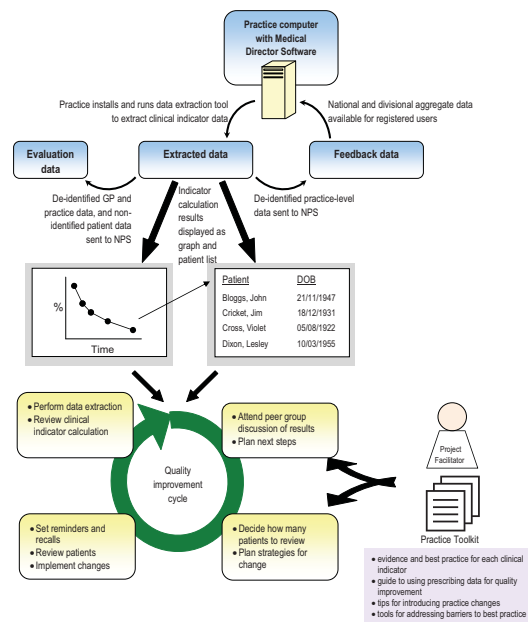 Practice computer
with Medical
Director Software
Practice installs and runs data extraction tool
to extract clinical indicator data
National and divisional aggregate data
available for registered users
Evaluation
data
Extracted data
Feedback data
De-identified GP and
practice data, and non-
identified patient data
sent to NPS
Indicator
calculation
results
displayed as
graph and
patient list
De-identified practice-level
data sent to NPS
%
Time
Patient DOB
Bloggs, John 21/11/1947
Cricket, Jim 18/12/1931
Cross, Violet 05/08/1922
Dixon, Lesley 10/03/1955
• Perform data extraction
• Review clinical
indicator calculation
• Attend peer group
discussion of results
• Plan next steps
Quality
improvement
cycle
• Set reminders and
recalls
• Review patients
• Implement changes
• Decide how many
patients to review
• Plan strategies for
change
Project
Facilitator
Practice Toolkit
• evidence and best practice for each clinical
indicator
• guide to using prescribing data for quality
improvement
• tips for introducing practice changes
• tools for addressing barriers to best practice